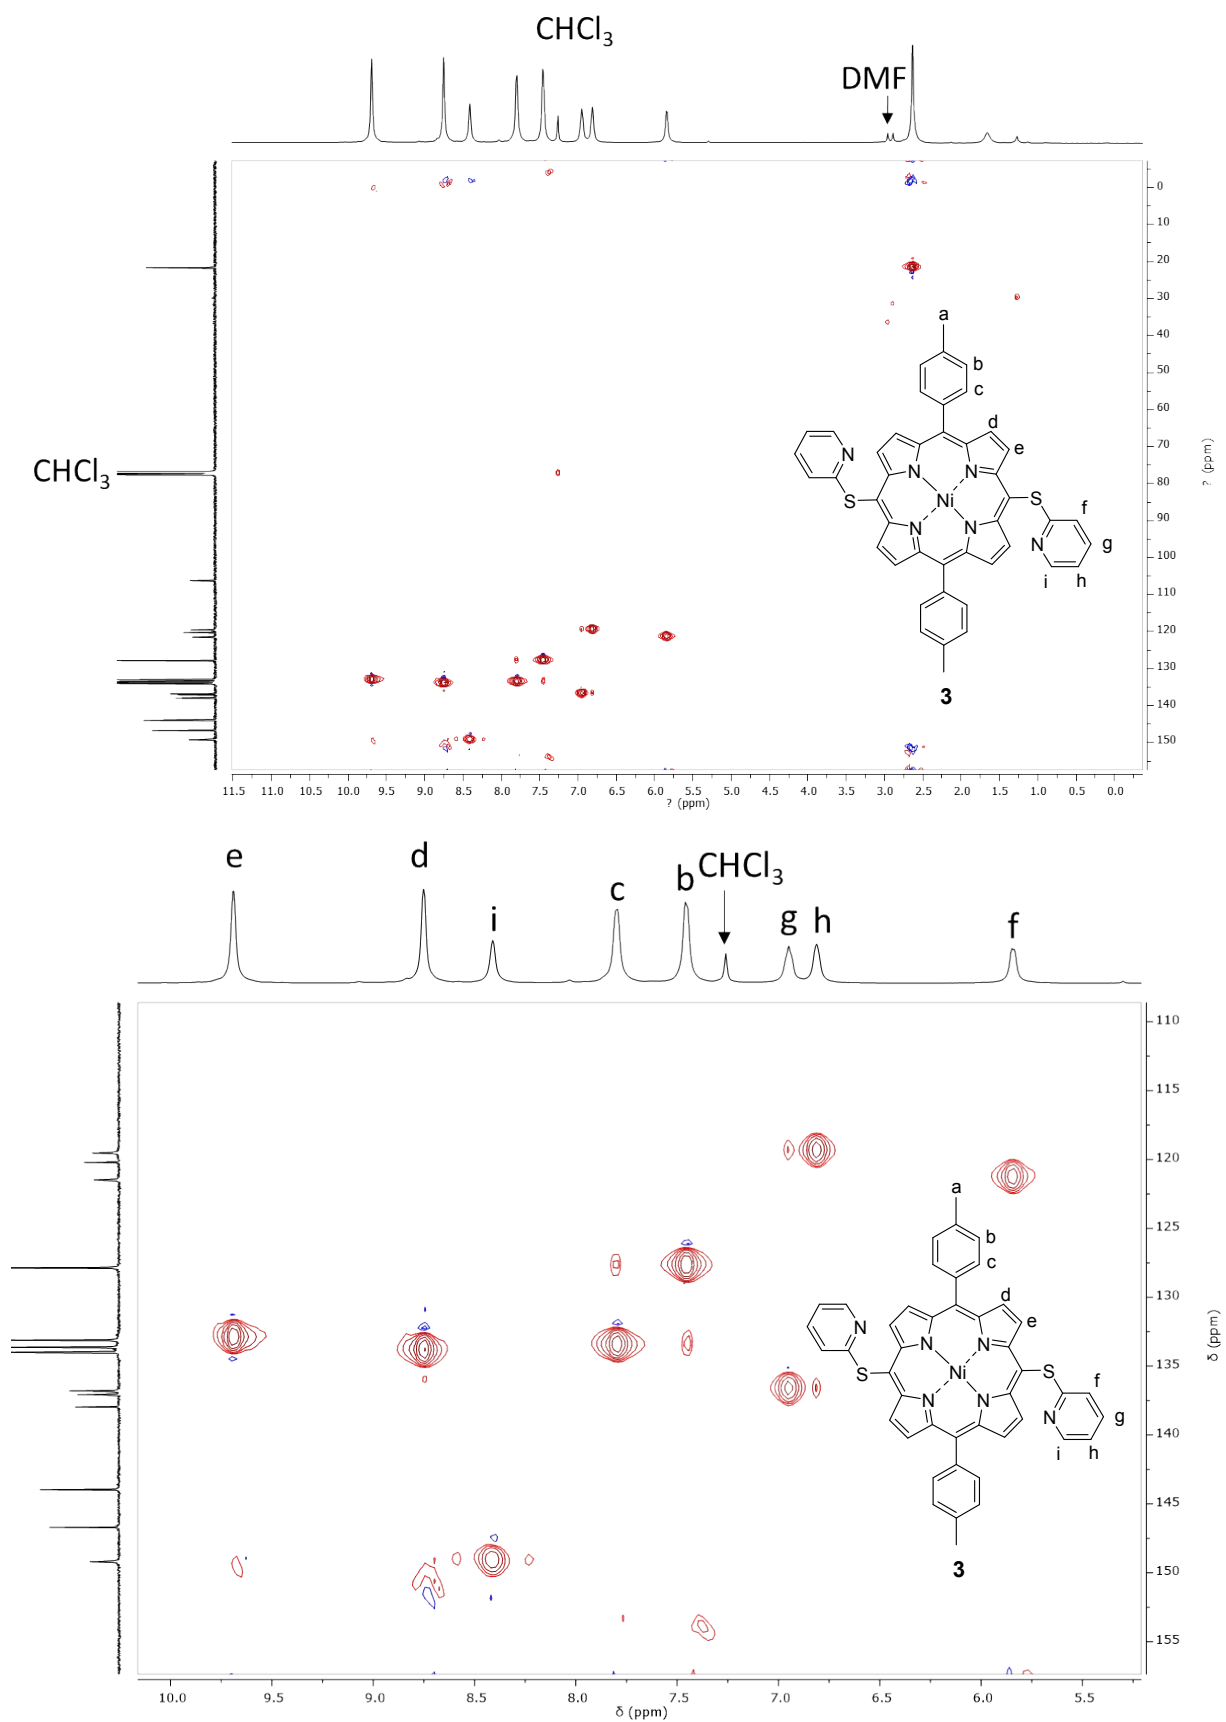 CHCl3
DMF
0
10
20
30
40
50
60
70
80
90
100
110
120
130
140
150
? (ppm)
CHCl3
a
b
c
d
e
N
N
N
S
Ni
S
f
N
N
N
g
i
h
3
11.5 11.0 10.5 10.0 9.5 9.0 8.5 8.0 7.5 7.0 6.5 6.0 5.5 5.0 4.5 4.0 3.5 3.0 2.5 2.0 1.5 1.0 0.5 0.0
? (ppm)
e d i c b CHCl3 g h f
110
115
120
125
130
135
140
145
150
155
δ (ppm)
a
b
c
d
e
N
N
N
S
Ni
S
f
N
N
N
g
i
h
3
10.0 9.5 9.0 8.5 8.0 7.5 7.0 6.5 6.0 5.5
δ (ppm)